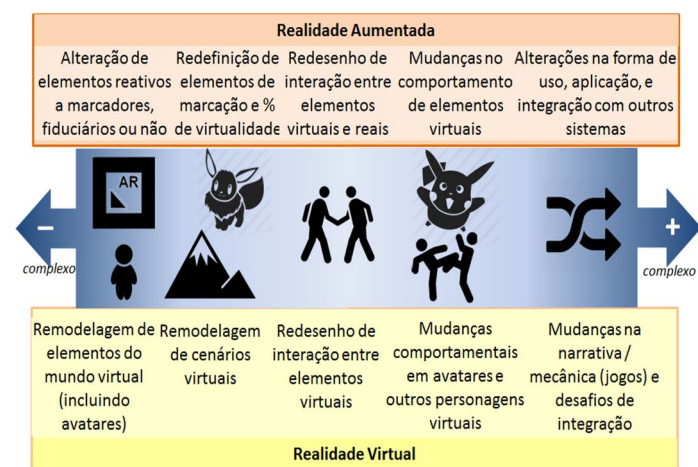 Realidade Aumentada
Alteração de
elementos reativos
a marcadores,
fiduciários ou não
Redefinição de
elementos de
marcação e %
de virtualidade
Redesenho de
interação entre
elementos
virtuais e reais
Mudanças no
comportamento
de elementos
virtuais
Alterações na forma de
uso, aplicação, e
integração com outros
sistemas
AR
–
complexo
+
complexo
Remodelagem de
elementos do
mundo virtual
(incluindo
avatares)
Remodelagem
de cenários
virtuais
Redesenho de
interação entre
elementos
virtuais
Mudanças
comportamentais
em avatares e
outros personagens
virtuais
Mudanças na
narrativa /
mecânica (jogos) e
desafios de
integração
Realidade Virtual